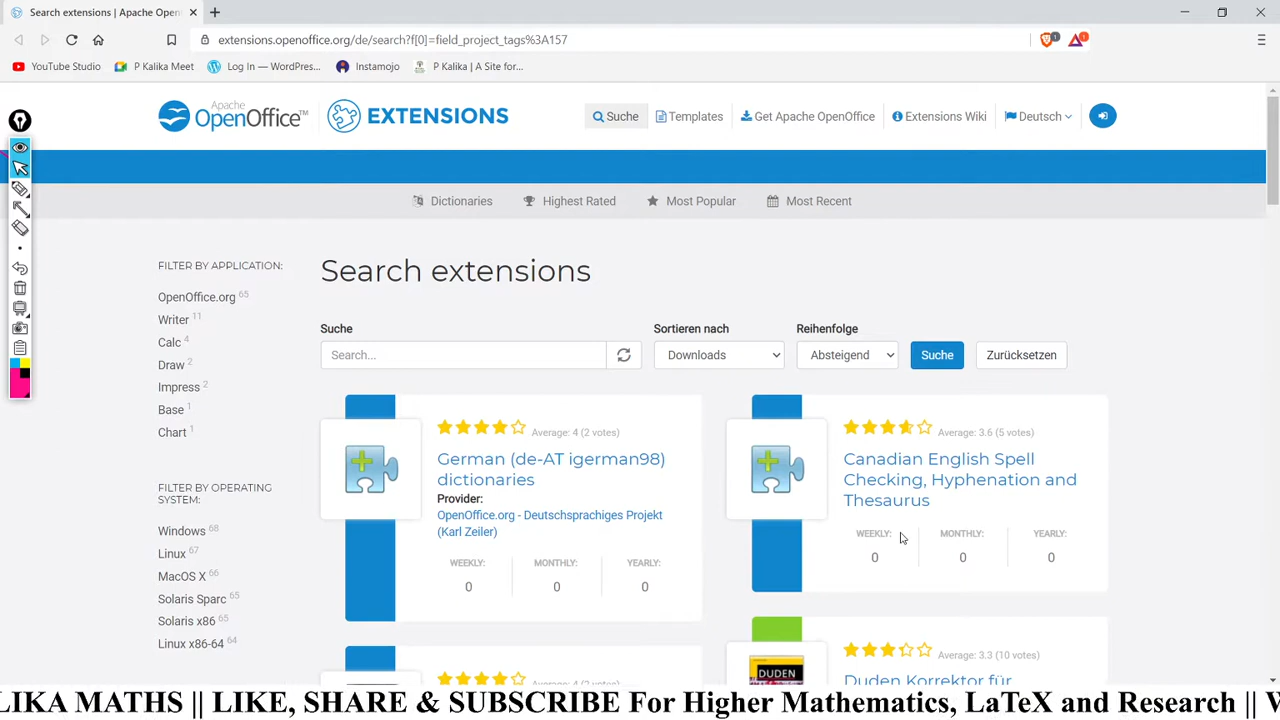 Search extensions | Apache Open
extensions.openoffice.org/de/search?f[0]=field_project_tags%3A157
1
1
YouTube Studio
P Kalika Meet
Log In — WordPres...
Instamojo
P Kalika | A Site for...
Apache
OpenOffice™
EXTENSIONS
Suche
Templates
Get Apache OpenOffice
Extensions Wiki
Deutsch
Dictionaries
Highest Rated
Most Popular
Most Recent
FILTER BY APPLICATION:
OpenOffice.org 65
Writer 11
Calc 4
Draw 2
Impress 2
Base 1
Chart 1
FILTER BY OPERATING
SYSTEM:
Windows 68
Linux 67
MacOS X 66
Solaris Sparc 65
Solaris x86 65
Linux x86-64 64
Search extensions
Suche
Sortieren nach
Reihenfolge
Search...
Downloads
Absteigend
Suche
Zurücksetzen
Average: 4 (2 votes)
German (de-AT igerman98)
dictionaries
Provider:
OpenOffice.org - Deutschsprachiges Projekt
(Karl Zeiler)
WEEKLY:
MONTHLY:
YEARLY:
0
0
0
Average: 3.6 (5 votes)
Canadian English Spell
Checking, Hyphenation and
Thesaurus
WEEKLY:
MONTHLY:
YEARLY:
0
0
0
Average: 4 (2 votes)
Average: 3.3 (10 votes)
DUDEN
Duden Korrektor für
LIKA MATHS || LIKE, SHARE & SUBSCRIBE For Higher Mathematics, LaTeX and Research ||